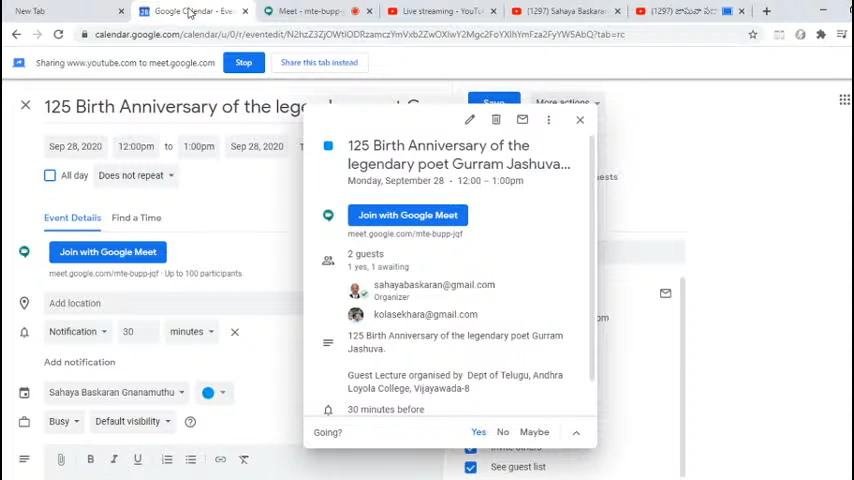 New Tab
Google Calendar - Eve
Meet - mte-bupp-j
Live streaming - YouT
(1297) Sahaya Baskara
(1297) జాషువా పద
calendar.google.com/calendar/u/0/r/eventedit/
Sharing www.youtube.com to meet.google.com
Stop
Share this tab instead
125 Birth Anniversary of the lege
Save
More actions
Sep 28, 2020 12:00pm to 1:00pm Sep 28, 2020
All day Does not repeat
uests
Event Details Find a Time
Join with Google Meet
meet.google.com/mte-bupp-jqf · Up to 100 participants
Add location
Notification 30 minutes
om
Add notification
Sahaya Baskaran Gnanamuthu
Busy Default visibility
B I U
See guest list
125 Birth Anniversary of the
legendary poet Gurram Jashuva...
Monday, September 28 · 12:00 – 1:00pm
Join with Google Meet
meet.google.com/mte-bupp-jqf
2 guests
1 yes, 1 awaiting
sahayabaskaran@gmail.com
Organizer
kolasekhara@gmail.com
125 Birth Anniversary of the legendary poet Gurram
Jashuva.
Guest Lecture organised by Dept of Telugu, Andhra
Loyola College, Vijayawada-8
30 minutes before
Going?
Yes No Maybe